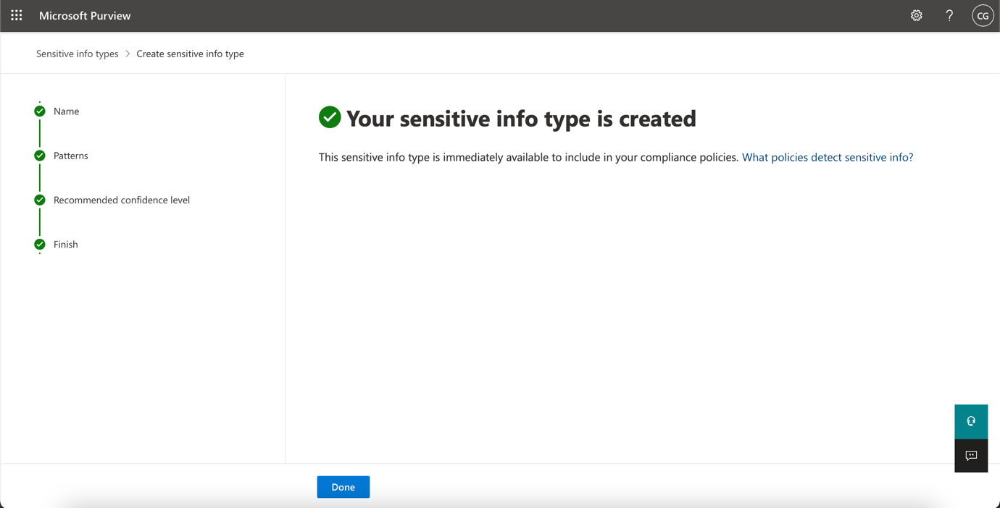 Microsoft Purview
? CG
Sensitive info types > Create sensitive info type
Name
Patterns
Recommended confidence level
Finish
Your sensitive info type is created
This sensitive info type is immediately available to include in your compliance policies. What policies detect sensitive info?
Done